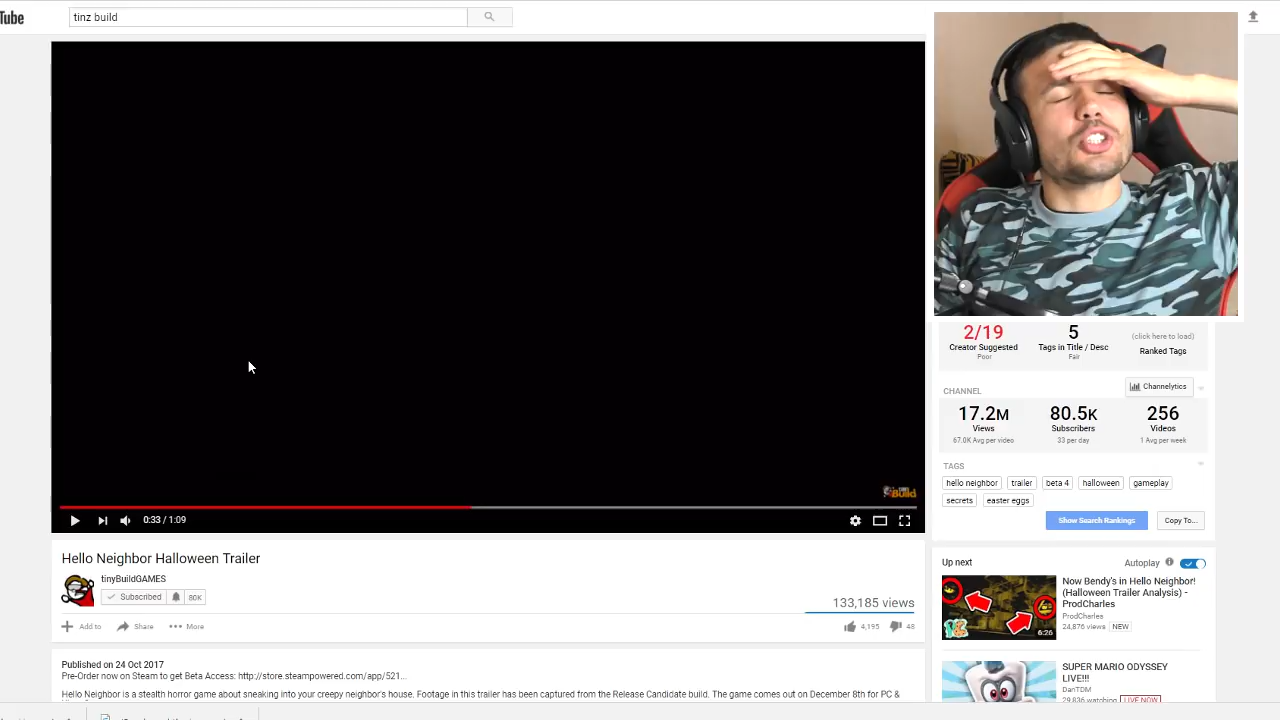 Tube
tinz build
Build
0:33 / 1:09
Hello Neighbor Halloween Trailer
tinyBuildGAMES
Subscribed
80K
133,185 views
Add to
Share
More
4,195
48
Published on 24 Oct 2017
Pre-Order now on Steam to get Beta Access: http://store.steampowered.com/app/521...
Hello Neighbor is a stealth horror game about sneaking into your creepy neighbor's house. Footage in this trailer has been captured from the Release Candidate build. The game comes out on December 8th for PC &
2/19
Creator Suggested
Poor
5
Tags in Title / Desc
Fair
(click here to load)
Ranked Tags
CHANNEL
Channelytics
17.2M
Views
67.0K Avg per video
80.5K
Subscribers
33 per day
256
Videos
1 Avg per week
TAGS
hello neighbor
trailer
beta 4
halloween
gameplay
secrets
easter eggs
Show Search Rankings
Copy To...
Up next
Autoplay
6:26
Now Bendy's in Hello Neighbor!
(Halloween Trailer Analysis) -
ProdCharles
ProdCharles
24,876 views
NEW
SUPER MARIO ODYSSEY
LIVE!!!
DanTDM
29,836 watching
LIVE NOW